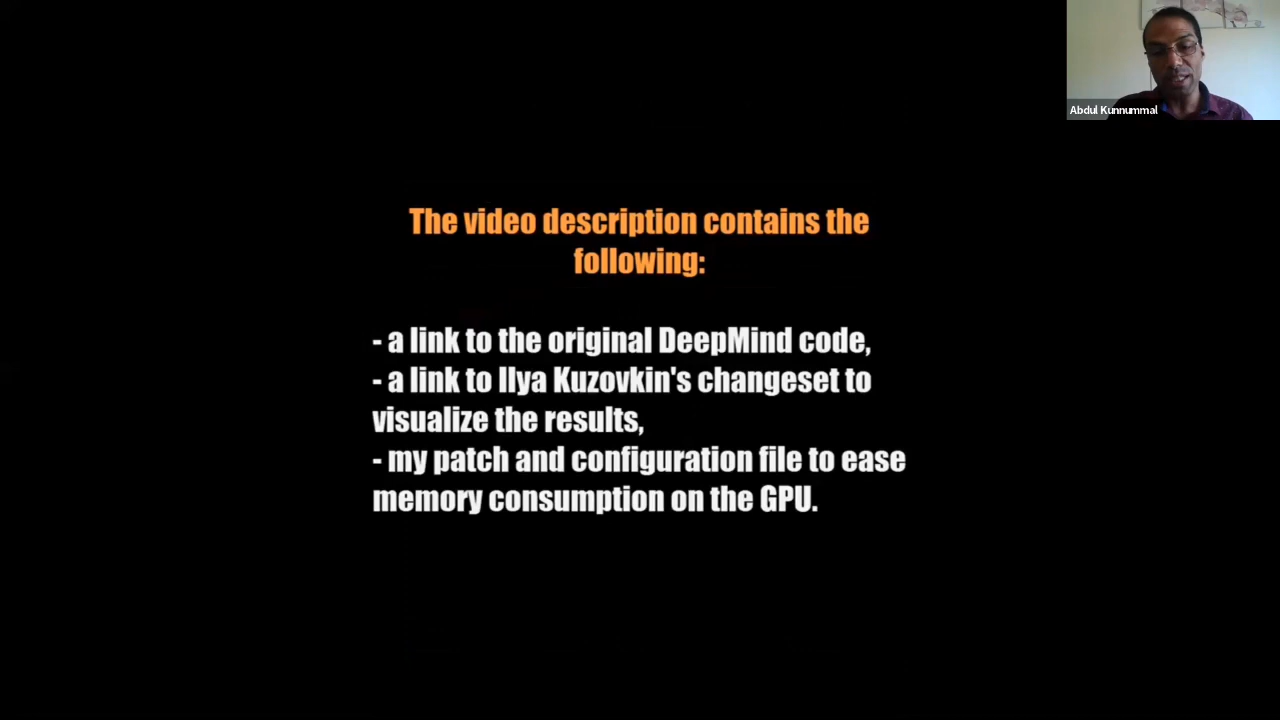 Abdul Kunnummal
The video description contains the
following:
- a link to the original DeepMind code,
- a link to Ilya Kuzovkin's changeset to
visualize the results,
- my patch and configuration file to ease
memory consumption on the GPU.